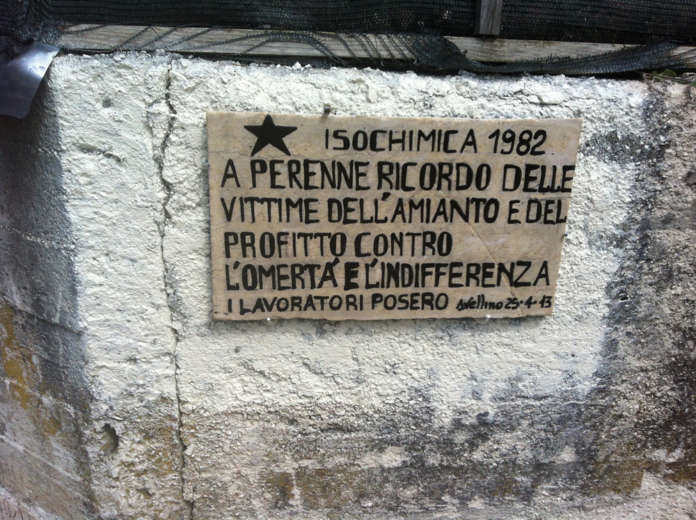 ISOCHIMICA 1982
A PERENNE RICORDO DELLE
VITTIME DELL'AMIANTO E DEL
PROFITTO CONTRO
L'OMERTÀ E L'INDIFFERENZA
I LAVORATORI POSERO Avellino 25-4-13